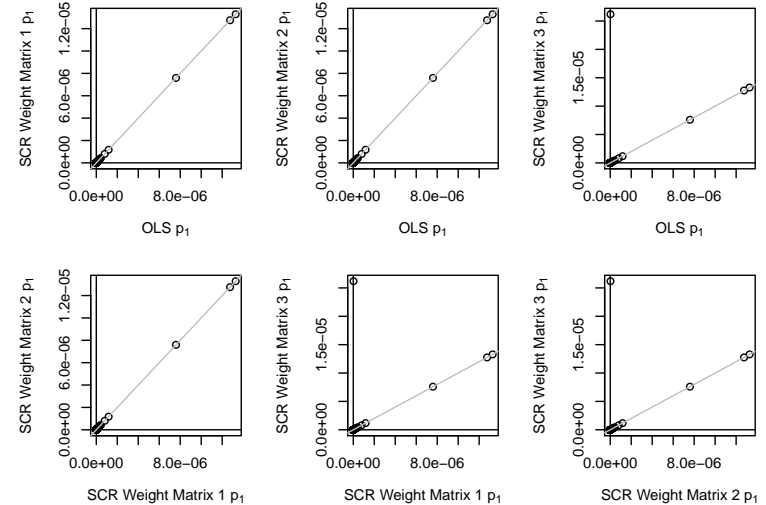 SCR Weight Matrix 1 p1
0.0e+00 6.0e−06 1.2e−05
0.0e+00 8.0e−06
OLS p1
SCR Weight Matrix 2 p1
0.0e+00 6.0e−06 1.2e−05
0.0e+00 8.0e−06
OLS p1
SCR Weight Matrix 3 p1
0.0e+00 1.5e−05
0.0e+00 8.0e−06
OLS p1
SCR Weight Matrix 2 p1
0.0e+00 6.0e−06 1.2e−05
0.0e+00 8.0e−06
SCR Weight Matrix 1 p1
SCR Weight Matrix 3 p1
0.0e+00 1.5e−05
0.0e+00 8.0e−06
SCR Weight Matrix 1 p1
SCR Weight Matrix 3 p1
0.0e+00 1.5e−05
0.0e+00 8.0e−06
SCR Weight Matrix 2 p1